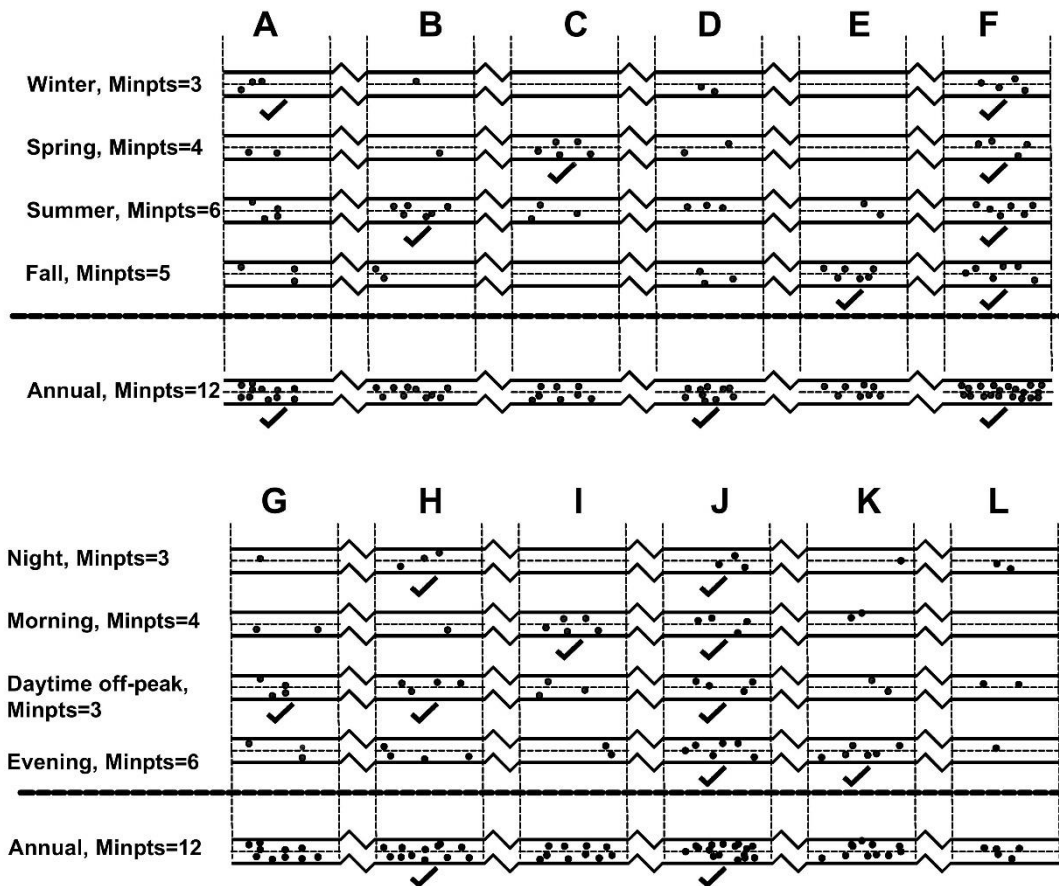 A B C D E F
Winter, Minpts=3
Spring, Minpts=4
Summer, Minpts=6
Fall, Minpts=5
Annual, Minpts=12
G H I J K L
Night, Minpts=3
Morning, Minpts=4
Daytime off-peak,
Minpts=3
Evening, Minpts=6
Annual, Minpts=12